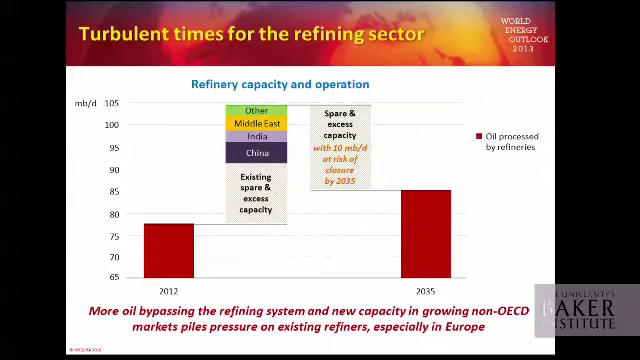 Turbulent times for the refining sector
WORLD
ENERGY
OUTLOOK
2013
Refinery capacity and operation
mb/d
105
100
95
90
85
80
75
70
65
Other
Middle East
India
China
Existing
spare &
excess
capacity
Spare &
excess
capacity
with 10 mb/d
at risk of
closure
by 2035
Oil processed
by refineries
2012
2035
More oil bypassing the refining system and new capacity in growing non-OECD
markets piles pressure on existing refiners, especially in Europe
UNIVERSITY'S
BAKER
INSTITUTE